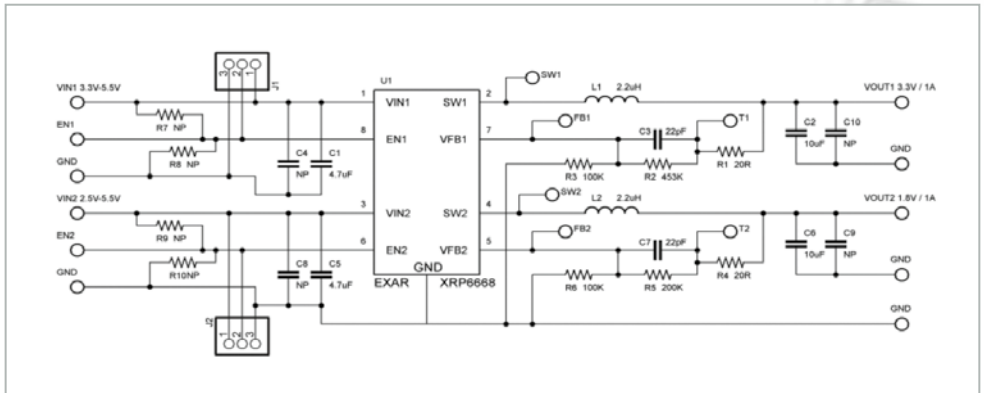 3 2 1
J1
U1
SW1
VIN1 3.3V-5.5V
1
VIN1
SW1
2
L1 2.2uH
VOUT1 3.3V / 1A
R7 NP
FB1
T1
EN1
8
EN1
VFB1
7
C3 22pF
C2
10uF
C10
NP
R8 NP
C4
NP
C1
4.7uF
GND
R3 100K
R2 453K
R1 20R
GND
SW2
VIN2 2.5V-5.5V
3
VIN2
SW2
4
L2 2.2uH
VOUT2 1.8V / 1A
R9 NP
FB2
T2
EN2
6
EN2
VFB2
5
C7 22pF
C6
10uF
C9
NP
R10NP
C8
NP
C5
4.7uF
GND
GND
R6 100K
R5 200K
R4 20R
GND
EXAR XRP6668
GND
J2
1 2 3